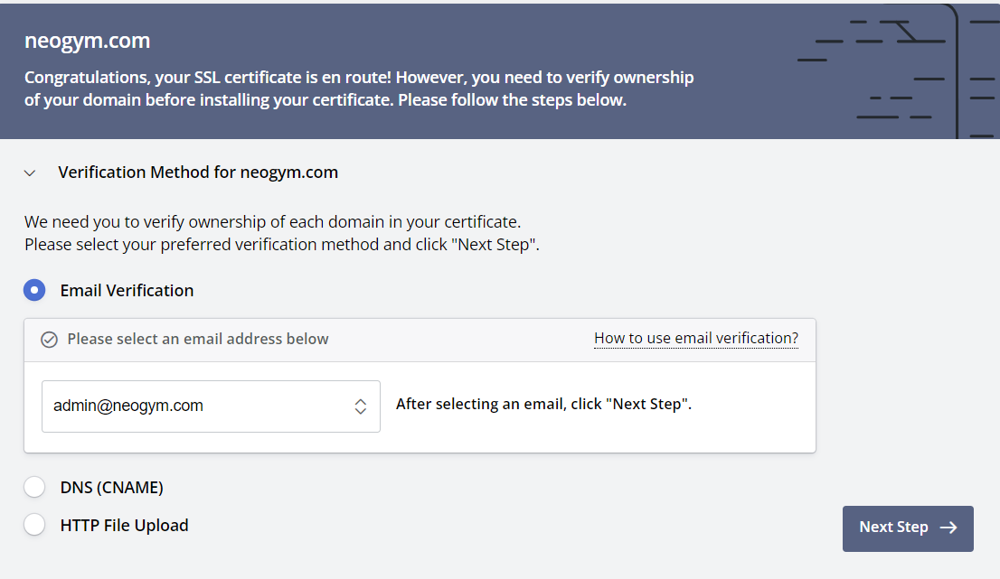 neogym.com
Congratulations, your SSL certificate is en route! However, you need to verify ownership
of your domain before installing your certificate. Please follow the steps below.
Verification Method for neogym.com
We need you to verify ownership of each domain in your certificate.
Please select your preferred verification method and click "Next Step".
Email Verification
Please select an email address below
How to use email verification?
admin@neogym.com
After selecting an email, click "Next Step".
DNS (CNAME)
HTTP File Upload
Next Step